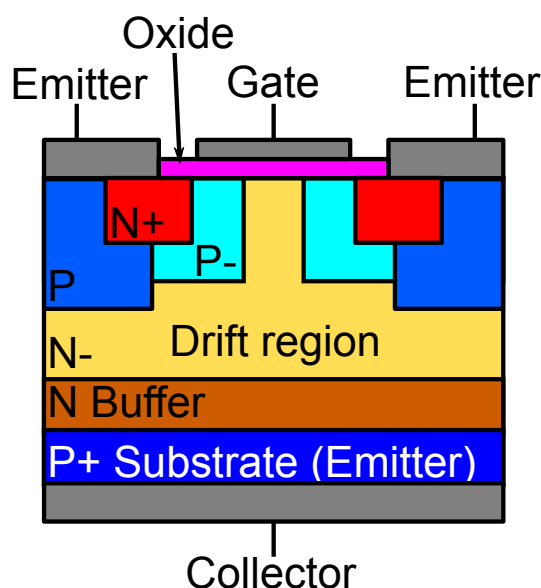 Oxide
Emitter Gate Emitter
N+
P-
P
Drift region
N-
N Buffer
P+ Substrate (Emitter)
Collector